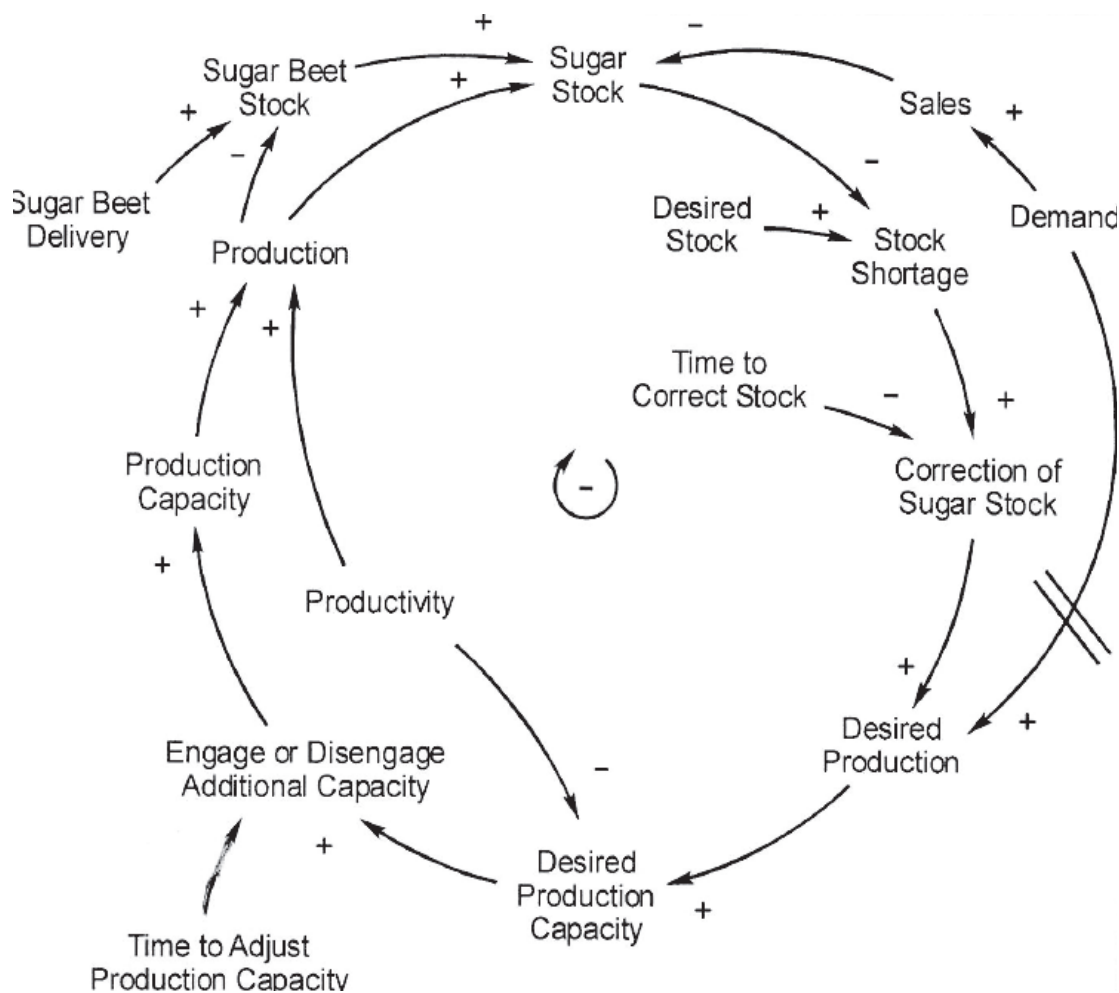 Sugar Beet
Stock
+
+
Sugar
Stock
-
Sales
+
+
Sugar Beet
Delivery
-
Production
Desired
Stock
+
-
Stock
Shortage
Demand
+
+
Time to
Correct Stock
-
+
Production
Capacity
-
Correction of
Sugar Stock
+
Productivity
+
Engage or Disengage
Additional Capacity
-
Desired
Production
+
+
Desired
Production
Capacity
+
Time to Adjust
Production Capacity